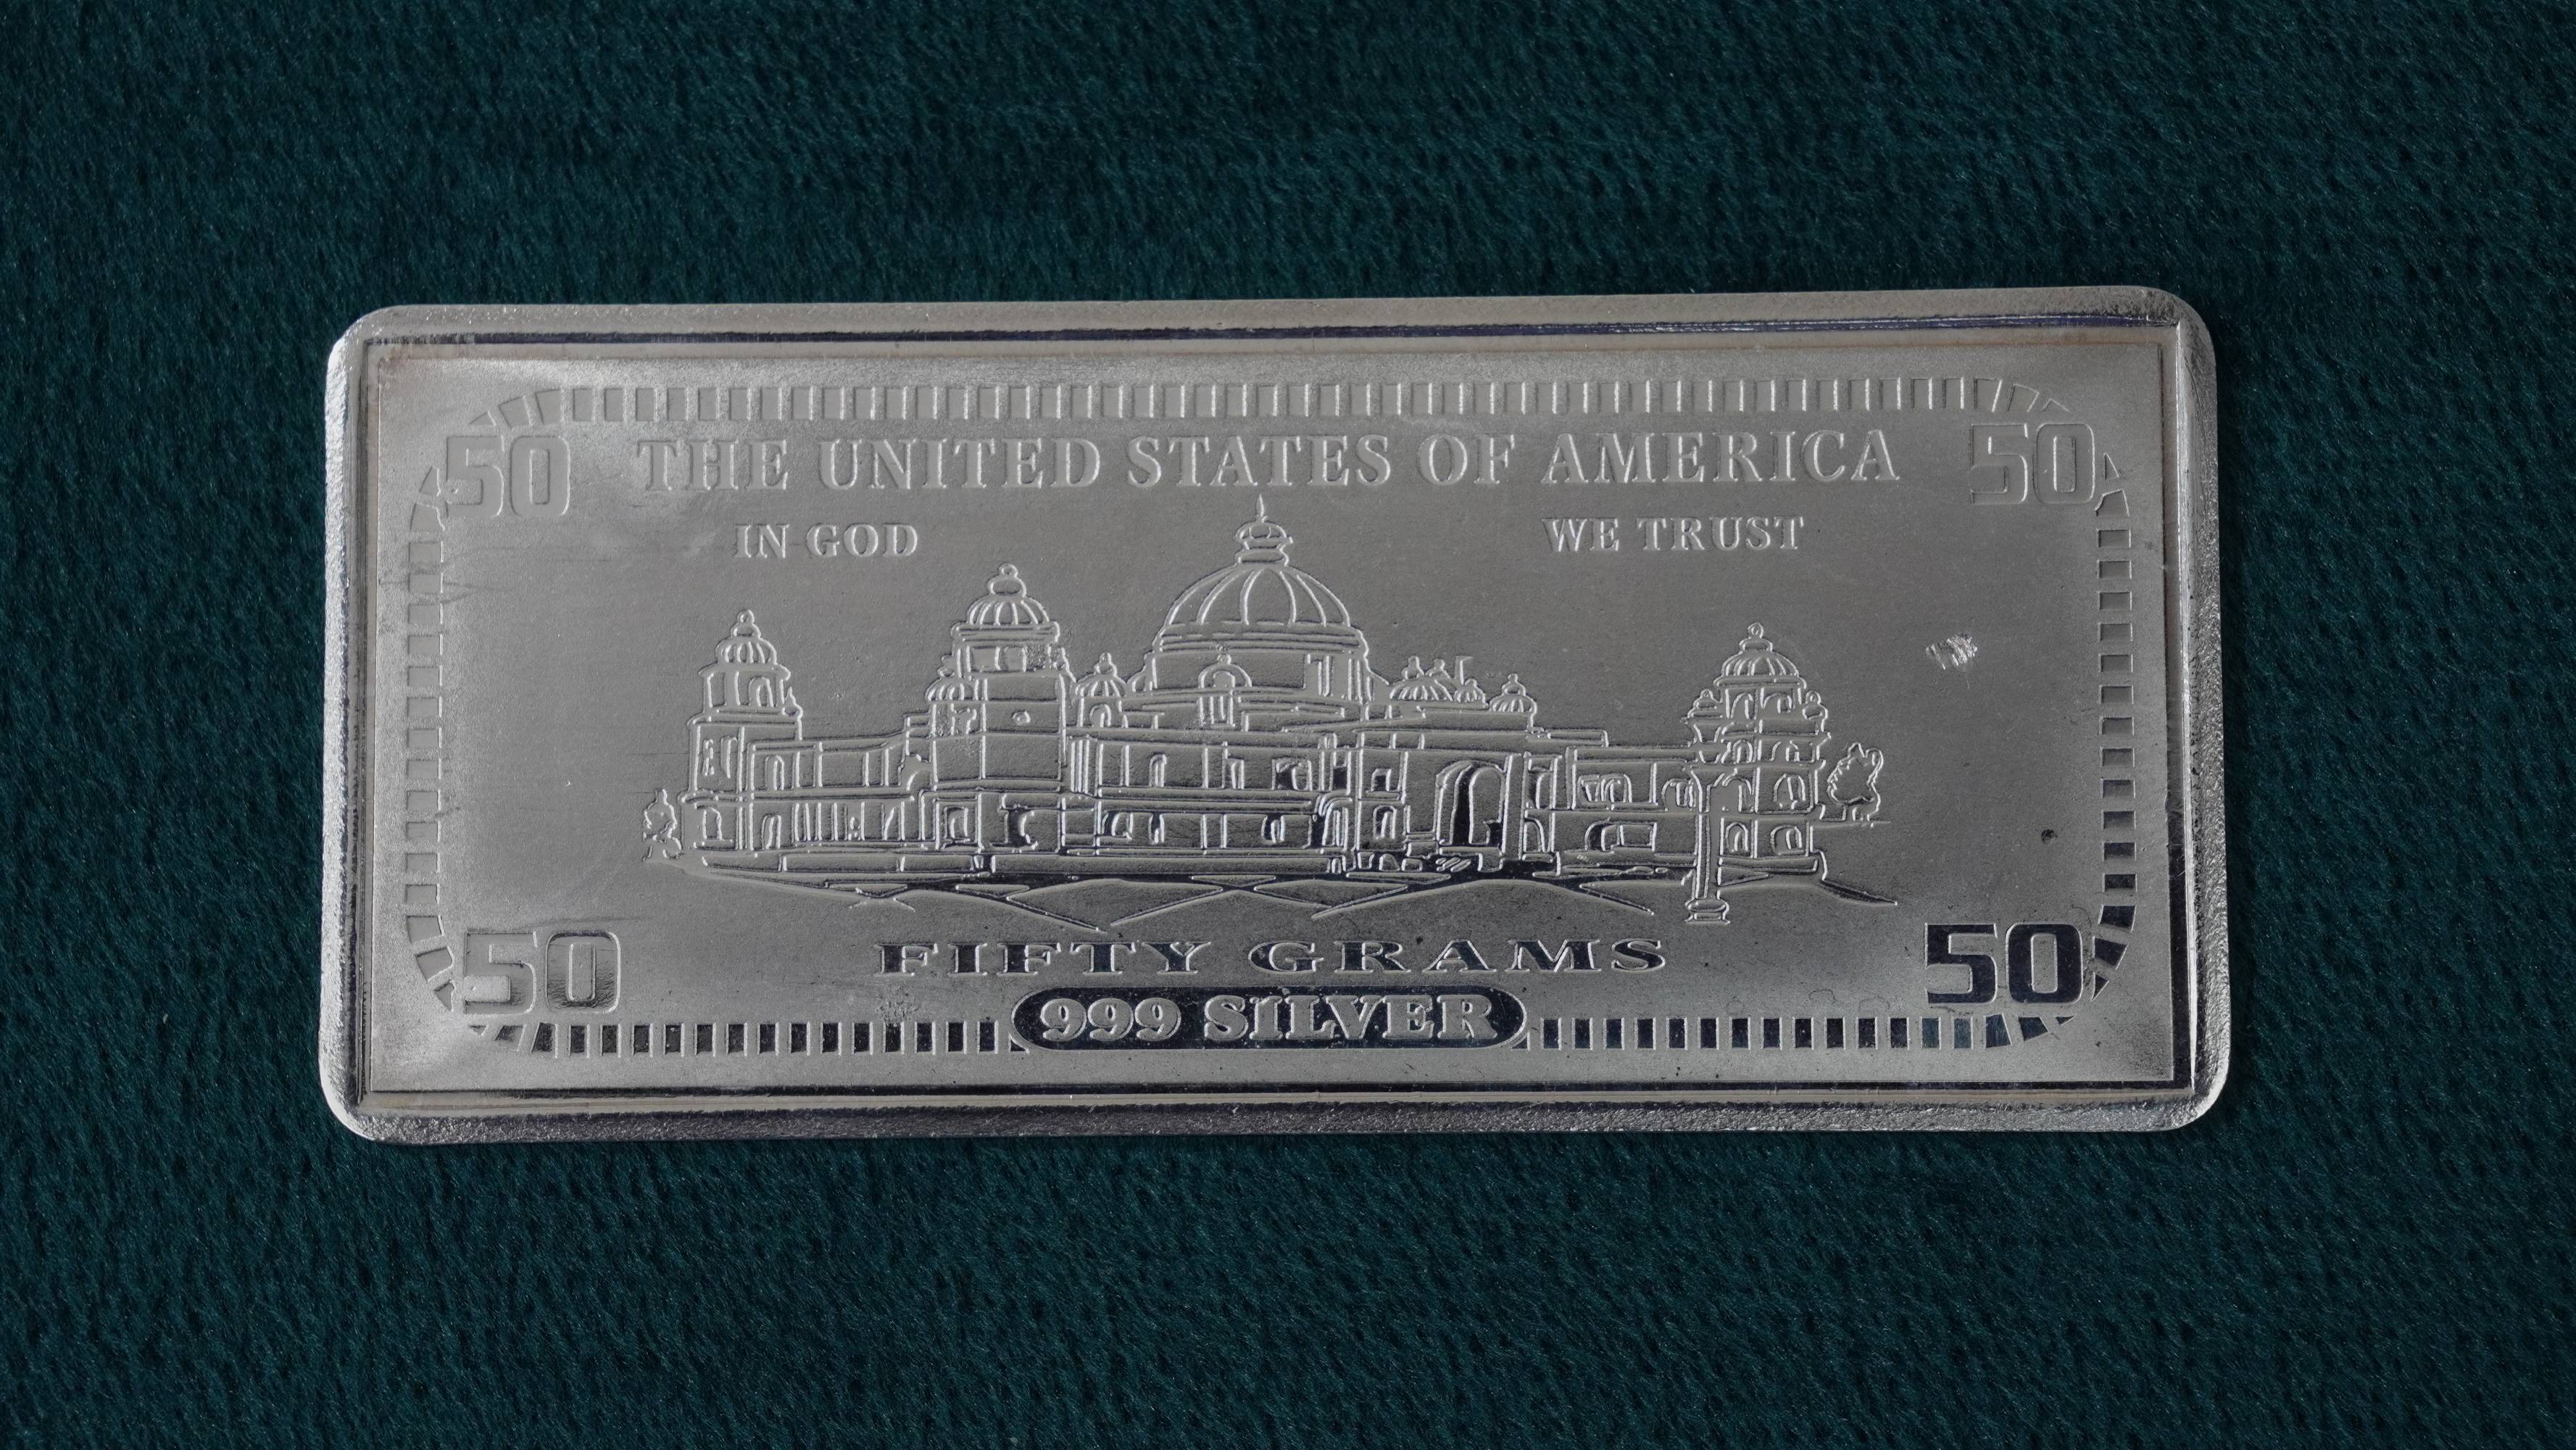 50 THE UNITED STATES OF AMERICA 50
IN GOD WE TRUST
FIFTY GRAMS
50 50
999 SILVER